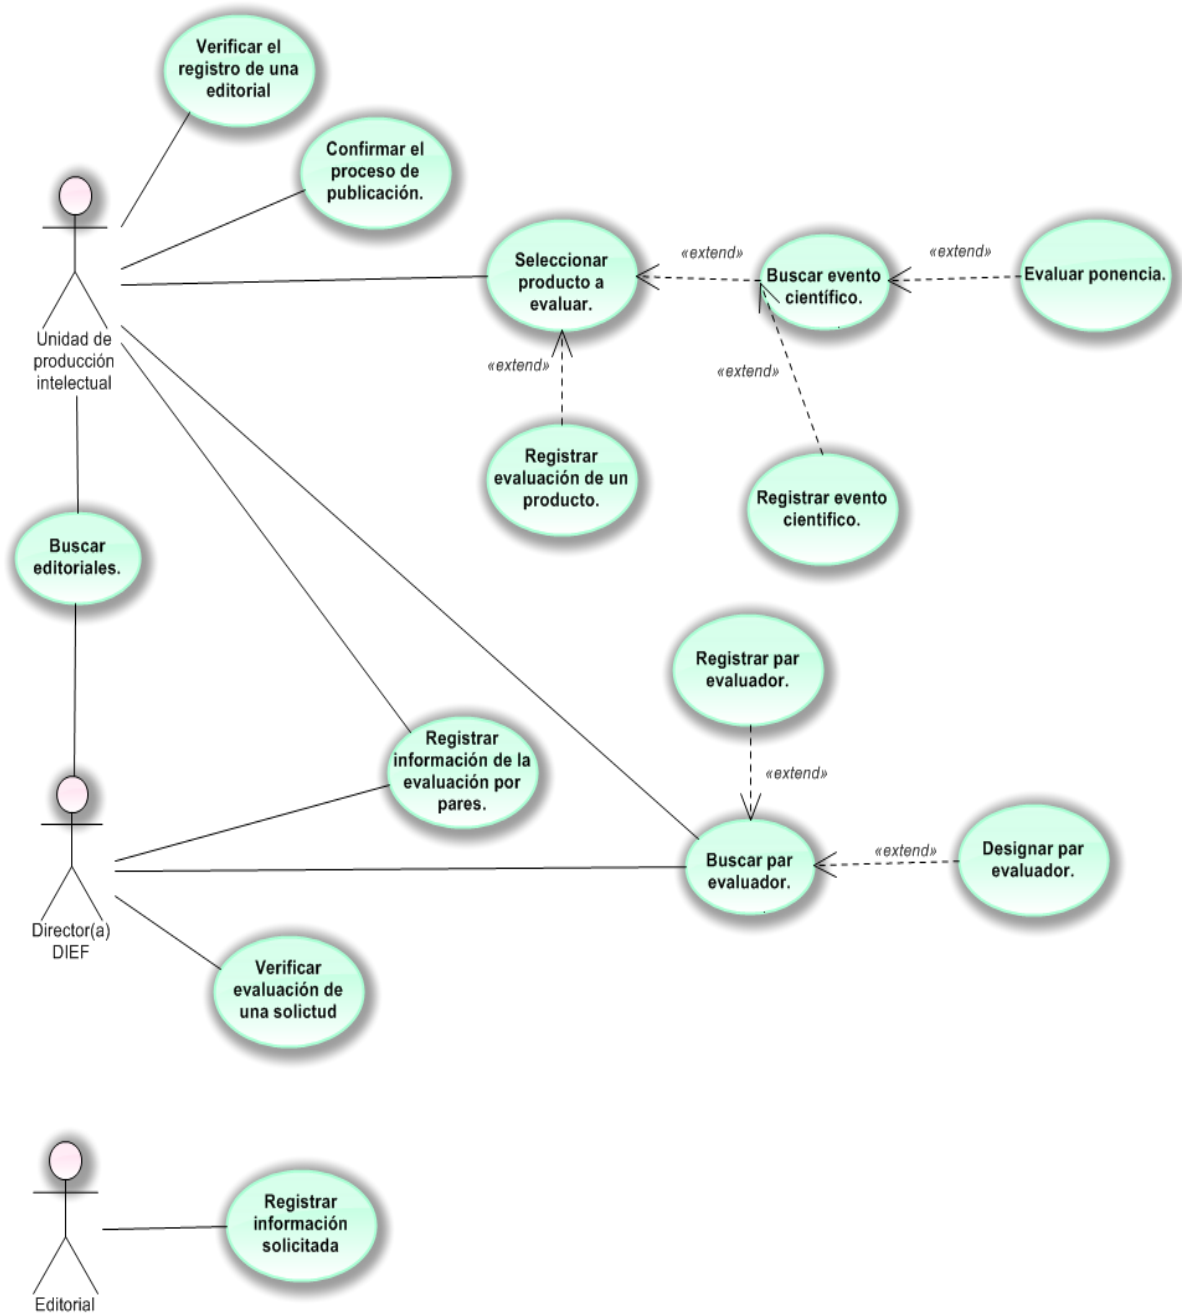 Verificar el
registro de una
editorial
Confirmar el
proceso de
publicación.
Unidad de
producción
intelectual
Seleccionar
producto a
evaluar.
«extend»
Buscar evento
científico.
«extend»
Evaluar ponencia.
«extend»
«extend»
Registrar
evaluación de un
producto.
Registrar evento
cientifico.
Buscar
editoriales.
Registrar par
evaluador.
Registrar
información de la
evaluación por
pares.
«extend»
Buscar par
evaluador.
«extend»
Designar par
evaluador.
Director(a)
DIEF
Verificar
evaluación de
una solictud
Registrar
información
solicitada
Editorial